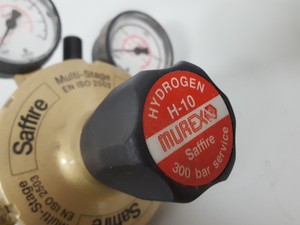 Multi-Stage
EN ISO 2503
Saffire
HYDROGEN
H-10
MUREX
Saffire
300 bar service
Saffire
Multi-Stage
EN ISO 2503
Saffire